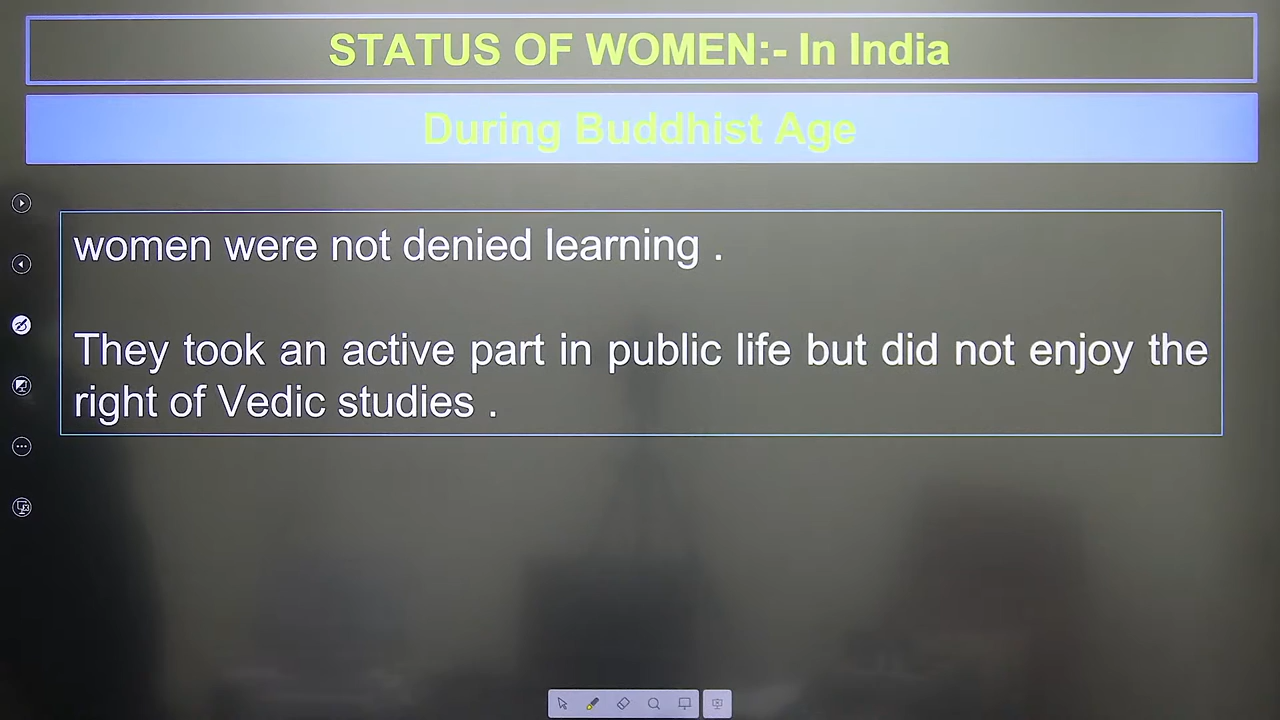 STATUS OF WOMEN:- In India
During Buddhist Age
women were not denied learning .
They took an active part in public life but did not enjoy the
right of Vedic studies .